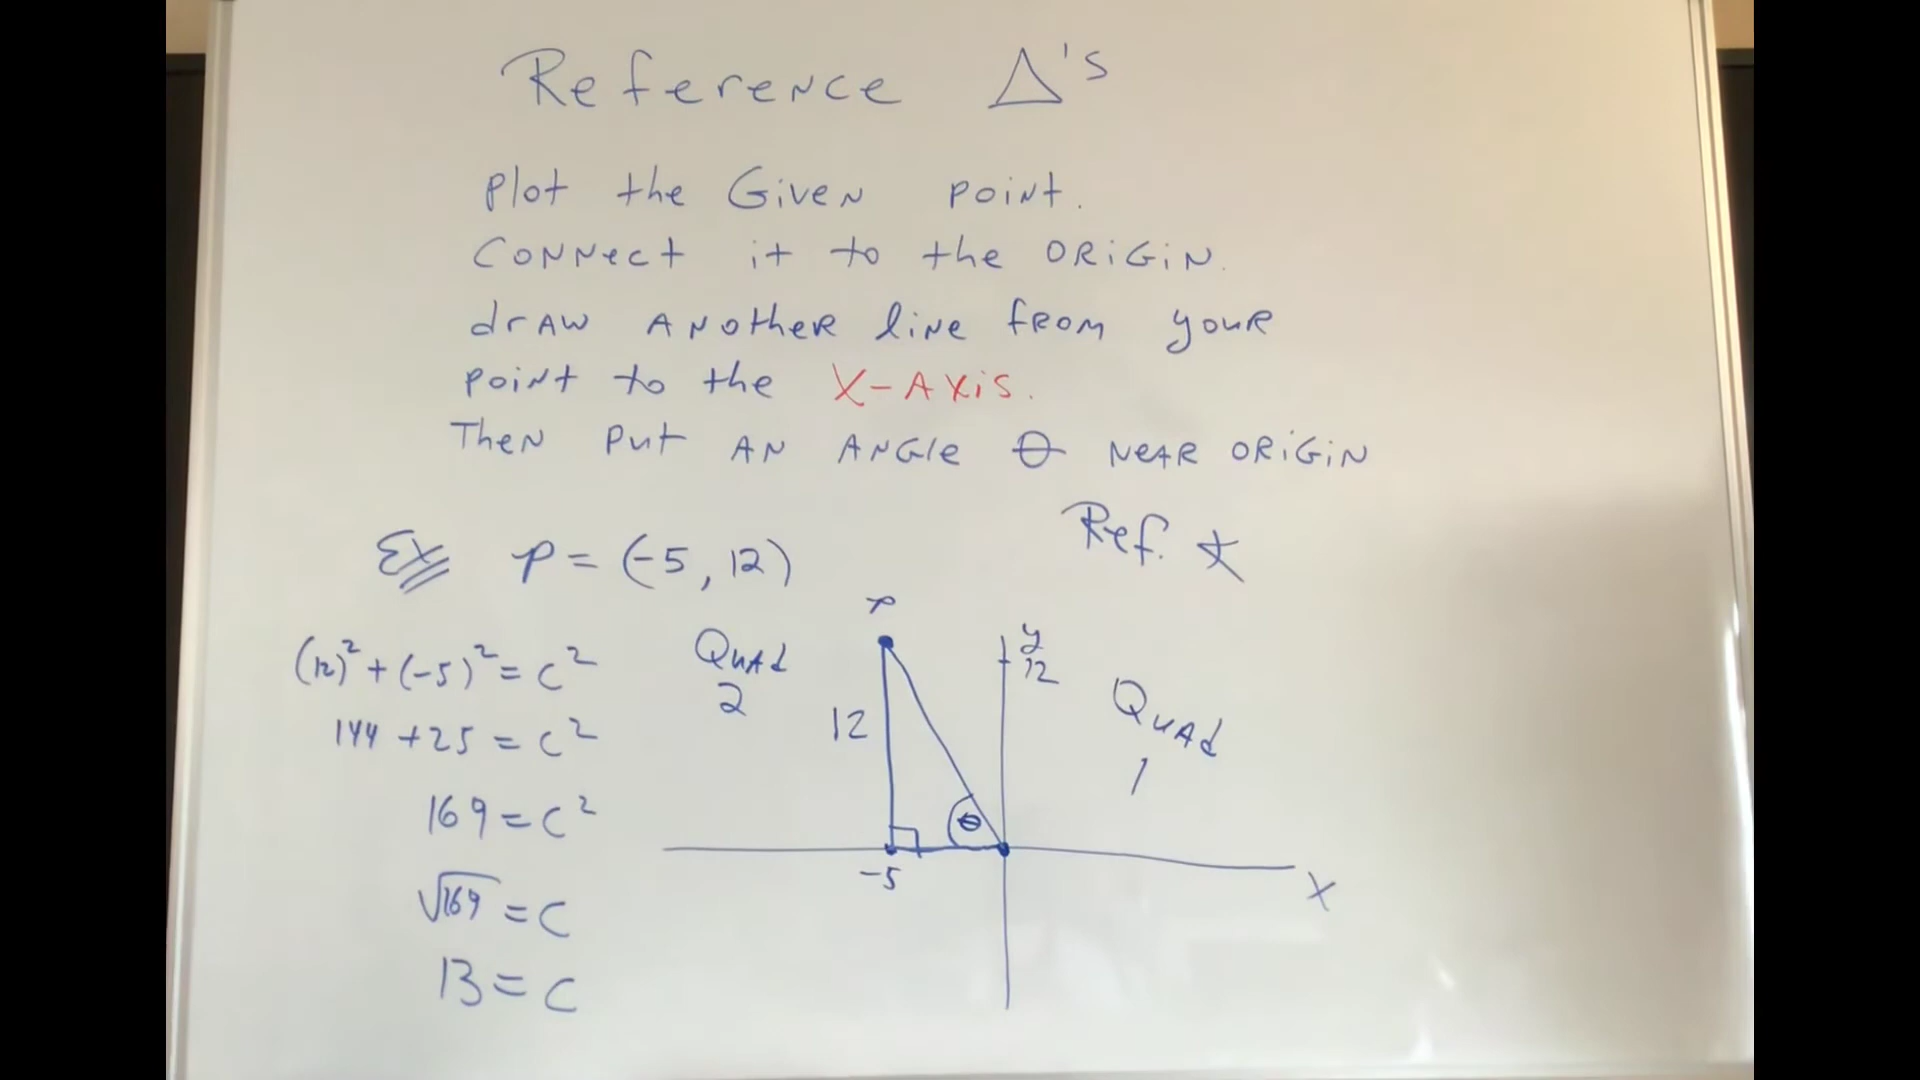 Reference Δ's
Plot the Given point.
Connect it to the origin.
draw another line from your
point to the X-Axis.
Then put an angle θ near origin
Ref. ∡
Ex p = (-5, 12)
(12)² + (-5)² = c²
144 + 25 = c²
169 = c²
√169 = c
13 = c
Quad
2
p
12
θ
-5
y
12
Quad
1
x